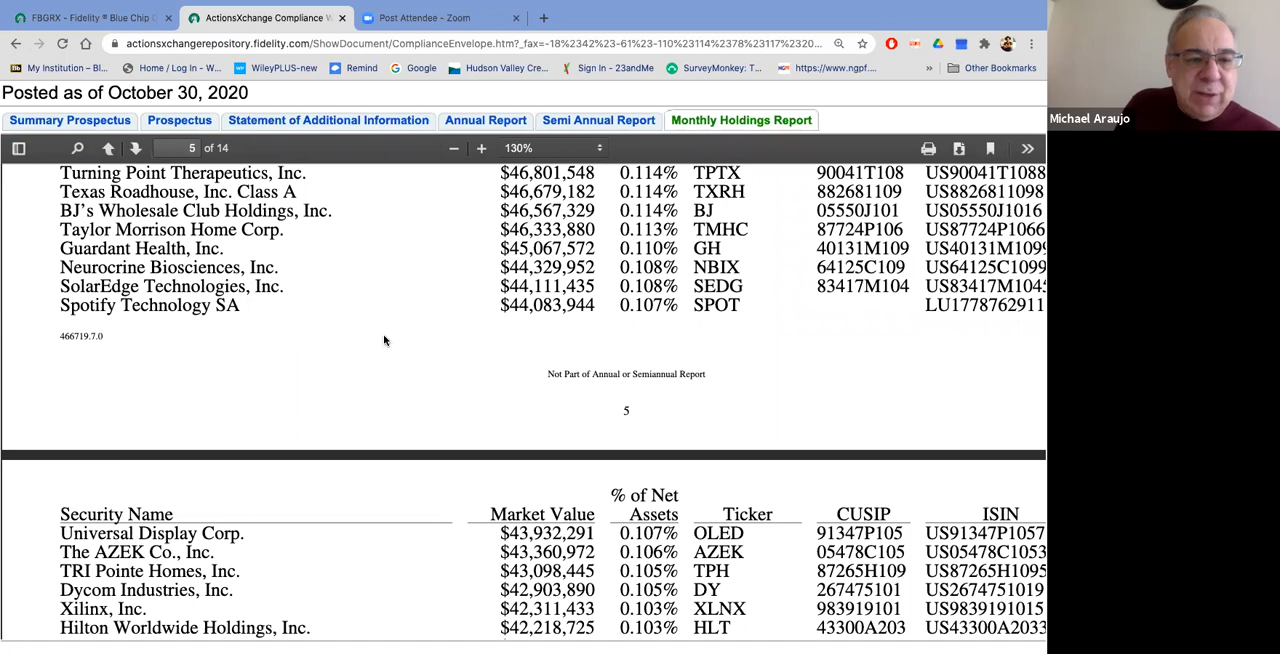 FBGRX - Fidelity ® Blue Chip G
ActionsXchange Compliance W
Post Attendee - Zoom
actionsxchangerepository.fidelity.com/ShowDocument/ComplianceEnvelope.htm?_fax=-18%2342%23-61%23-110%23114%2378%23117%2320...
My Institution – Bl...
Home / Log In - W...
WileyPLUS-new
Remind
Google
Hudson Valley Cre...
Sign In - 23andMe
SurveyMonkey: T...
https://www.ngpf....
»
Other Bookmarks
Posted as of October 30, 2020
Summary Prospectus
Prospectus
Statement of Additional Information
Annual Report
Semi Annual Report
Monthly Holdings Report
5 of 14
130%
Turning Point Therapeutics, Inc. $46,801,548 0.114% TPTX 90041T108 US90041T1088
Texas Roadhouse, Inc. Class A $46,679,182 0.114% TXRH 882681109 US8826811098
BJ’s Wholesale Club Holdings, Inc. $46,567,329 0.114% BJ 05550J101 US05550J1016
Taylor Morrison Home Corp. $46,333,880 0.113% TMHC 87724P106 US87724P1066
Guardant Health, Inc. $45,067,572 0.110% GH 40131M109 US40131M1099
Neurocrine Biosciences, Inc. $44,329,952 0.108% NBIX 64125C109 US64125C1099
SolarEdge Technologies, Inc. $44,111,435 0.108% SEDG 83417M104 US83417M1045
Spotify Technology SA $44,083,944 0.107% SPOT LU1778762911
466719.7.0
Not Part of Annual or Semiannual Report
5
% of Net
Security Name Market Value Assets Ticker CUSIP ISIN
Universal Display Corp. $43,932,291 0.107% OLED 91347P105 US91347P1057
The AZEK Co., Inc. $43,360,972 0.106% AZEK 05478C105 US05478C1053
TRI Pointe Homes, Inc. $43,098,445 0.105% TPH 87265H109 US87265H1095
Dycom Industries, Inc. $42,903,890 0.105% DY 267475101 US2674751019
Xilinx, Inc. $42,311,433 0.103% XLNX 983919101 US9839191015
Hilton Worldwide Holdings, Inc. $42,218,725 0.103% HLT 43300A203 US43300A2033
Michael Araujo